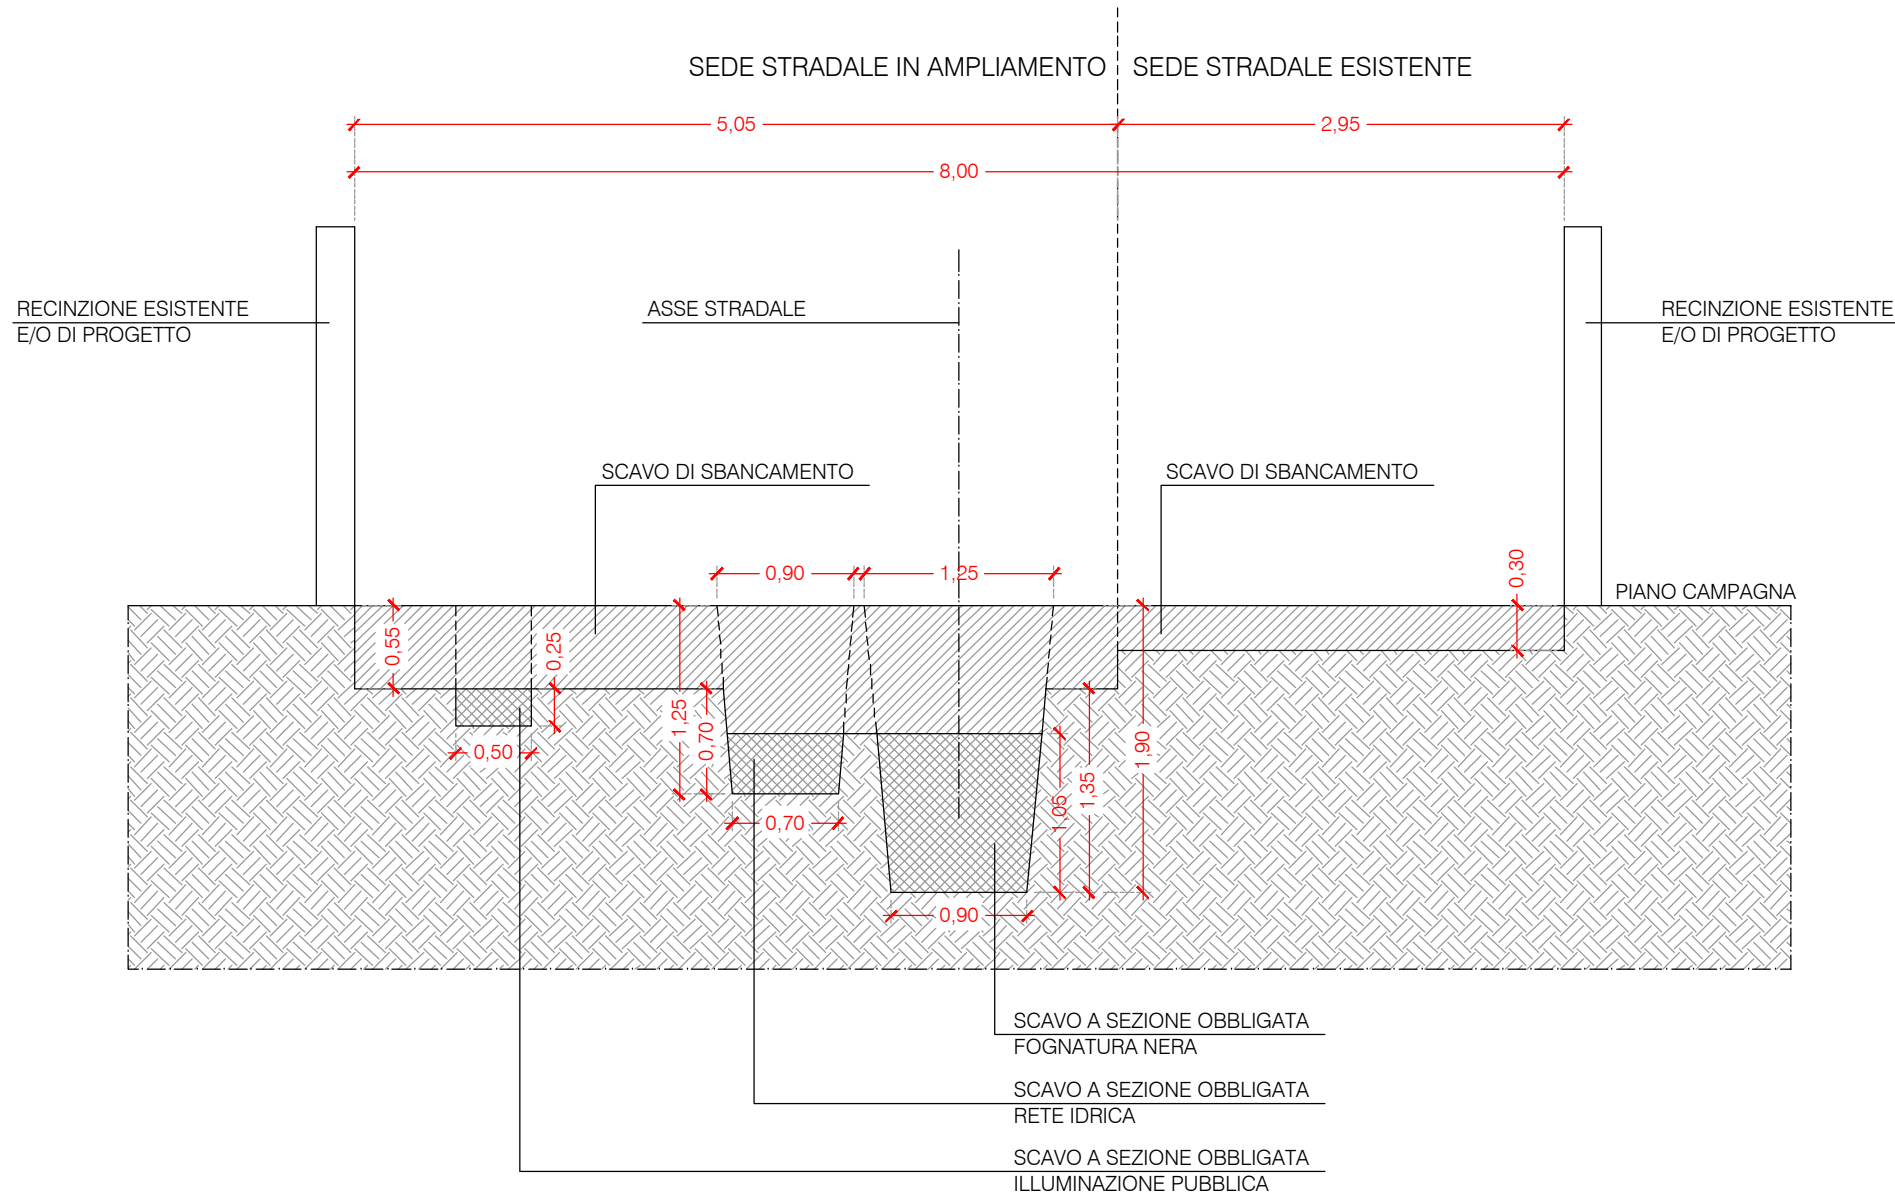 SEDE STRADALE IN AMPLIAMENTO
SEDE STRADALE ESISTENTE
5,05
2,95
8,00
RECINZIONE ESISTENTE
E/O DI PROGETTO
ASSE STRADALE
RECINZIONE ESISTENTE
E/O DI PROGETTO
SCAVO DI SBANCAMENTO
SCAVO DI SBANCAMENTO
0,90
1,25
0,30
PIANO CAMPAGNA
0,55
0,25
1,25
0,70
1,90
0,50
1,35
1,05
0,70
0,90
SCAVO A SEZIONE OBBLIGATA
FOGNATURA NERA
SCAVO A SEZIONE OBBLIGATA
RETE IDRICA
SCAVO A SEZIONE OBBLIGATA
ILLUMINAZIONE PUBBLICA